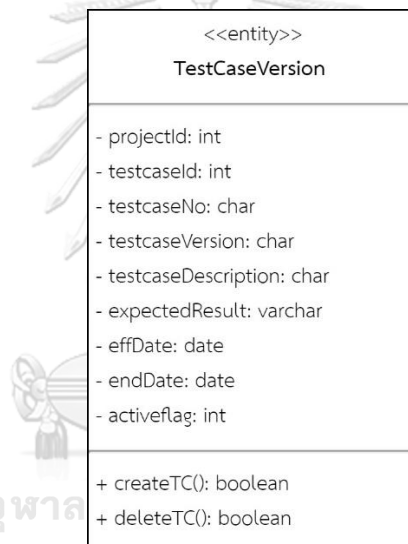 <<entity>>
TestCaseVersion
- projectId: int
- testcaseId: int
- testcaseNo: char
- testcaseVersion: char
- testcaseDescription: char
- expectedResult: varchar
- effDate: date
- endDate: date
- activeflag: int
+ createTC(): boolean
+ deleteTC(): boolean